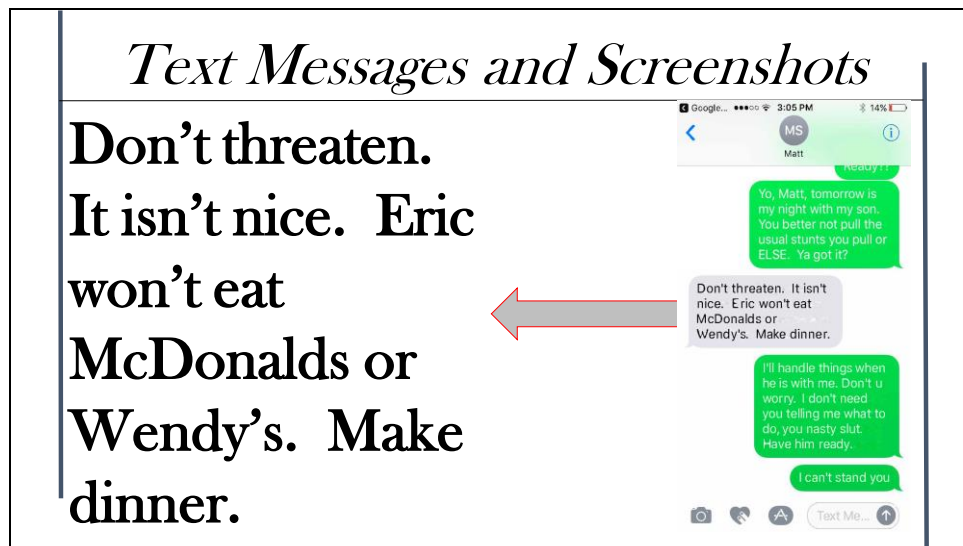 Text Messages and Screenshots
Don't threaten.
It isn't nice.  Eric
won't eat
McDonalds or
Wendy's.  Make
dinner.
Google... 3:05 PM 14%
MS
Matt
Ready??
Yo, Matt, tomorrow is
my night with my son.
You better not pull the
usual stunts you pull or
ELSE.  Ya got it?
Don't threaten.  It isn't
nice.  Eric won't eat
McDonalds or
Wendy's.  Make dinner.
I'll handle things when
he is with me. Don't u
worry.  I don't need
you telling me what to
do, you nasty slut.
Have him ready.
I can't stand you
Text Me...